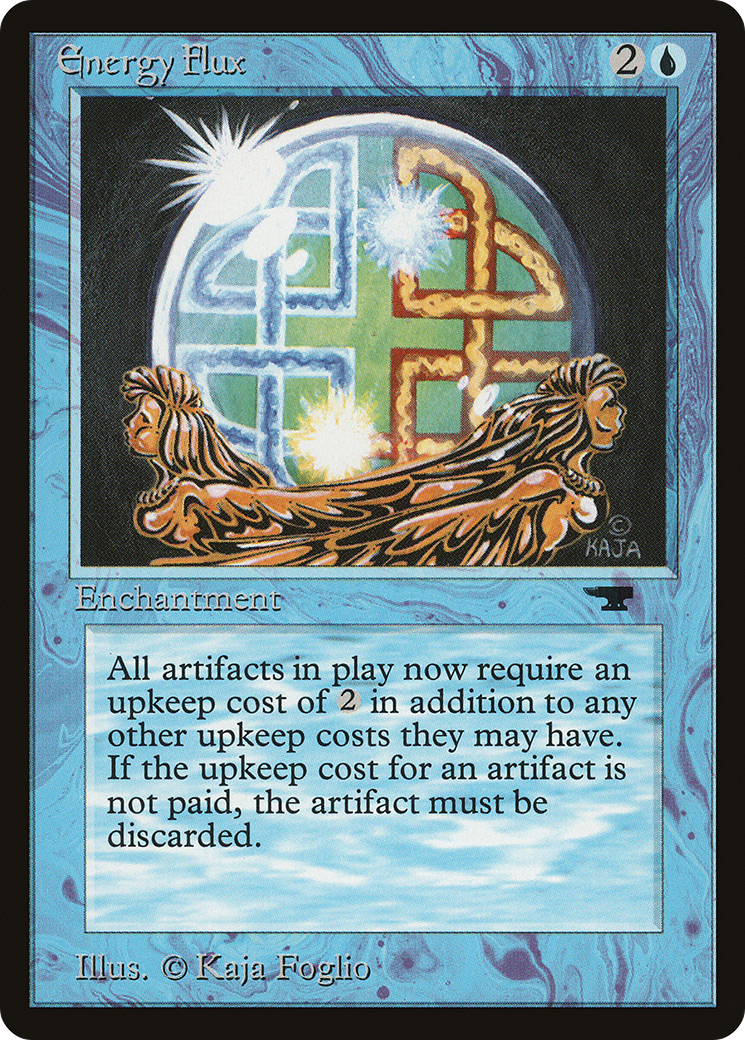 Energy Flux
2
© KAJA
Enchantment
All artifacts in play now require an
upkeep cost of 2 in addition to any
other upkeep costs they may have.
If the upkeep cost for an artifact is
not paid, the artifact must be
discarded.
Illus. © Kaja Foglio